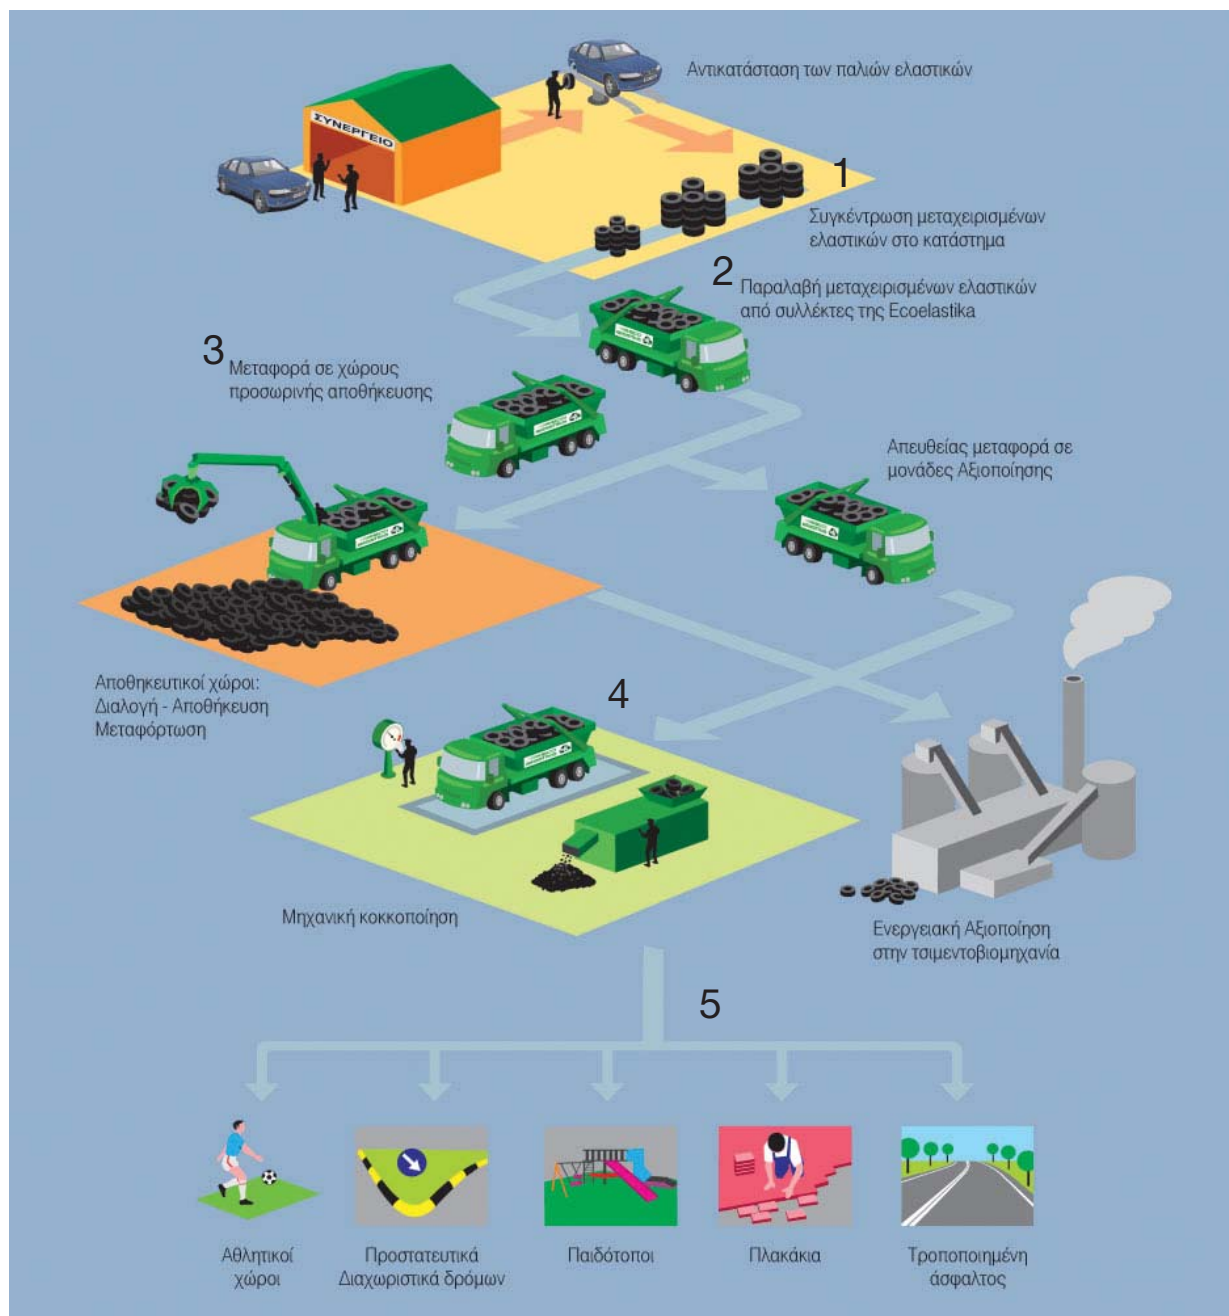 Αντικατάσταση των παλιών ελαστικών
ΣΥΝΕΡΓΕΙΟ
1
Συγκέντρωση μεταχειρισμένων
ελαστικών στο κατάστημα
2
Παραλαβή μεταχειρισμένων ελαστικών
από συλλέκτες της Ecoelastika
3
Μεταφορά σε χώρους
προσωρινής αποθήκευσης
Απευθείας μεταφορά σε
μονάδες Αξιοποίησης
Αποθηκευτικοί χώροι:
Διαλογή - Αποθήκευση
Μεταφόρτωση
4
Μηχανική κοκκοποίηση
Ενεργειακή Αξιοποίηση
στην τσιμεντοβιομηχανία
5
Αθλητικοί
χώροι
Προστατευτικά
Διαχωριστικά δρόμων
Παιδότοποι
Πλακάκια
Τροποποιημένη
άσφαλτος